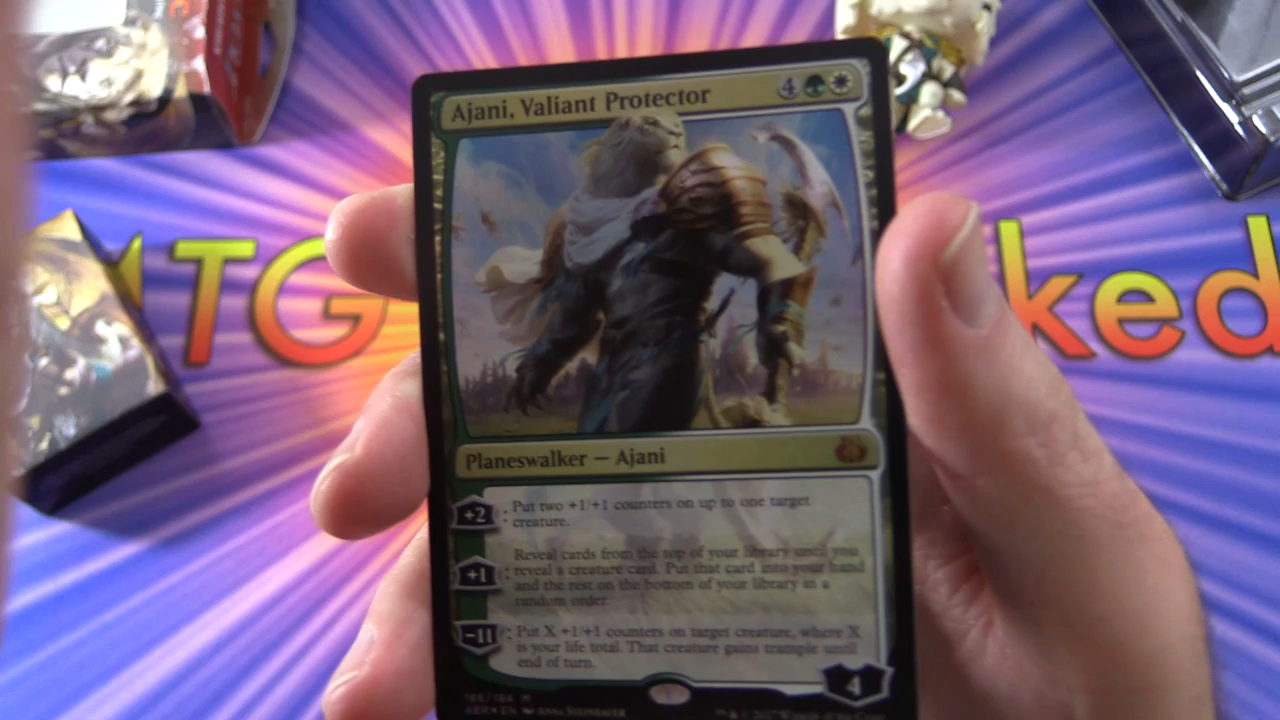 Ajani, Valiant Protector 4
TG ked
Planeswalker — Ajani
+2 : Put two +1/+1 counters on up to one target
creature.
Reveal cards from the top of your library until you
+1 : reveal a creature card. Put that card into your hand
and the rest on the bottom of your library in a
random order.
-11 : Put X +1/+1 counters on target creature, where X
is your life total. That creature gains trample until
end of turn.
4
AER EN